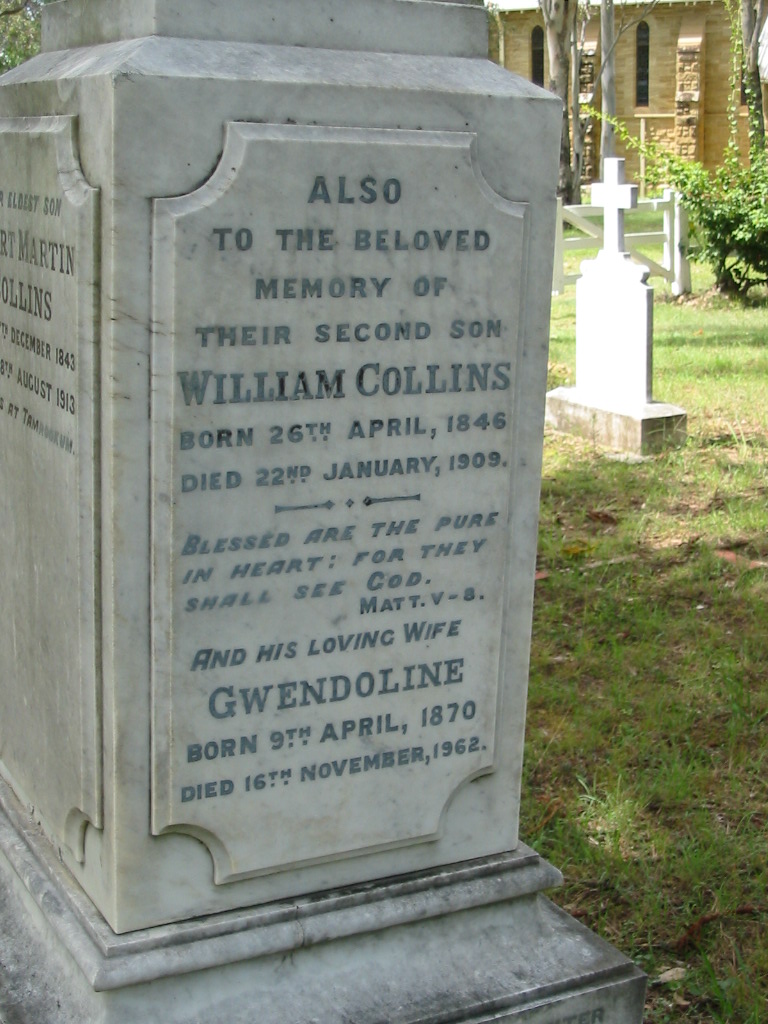 ELDEST SON
MARTIN
COLLINS
DECEMBER 1843
8TH AUGUST 1913
AT
ALSO
TO THE BELOVED
MEMORY OF
THEIR SECOND SON
WILLIAM COLLINS
BORN 26TH APRIL, 1846
DIED 22ND JANUARY, 1909.
BLESSED ARE THE PURE
IN HEART: FOR THEY
SHALL SEE GOD.
MATT. V-8.
AND HIS LOVING WIFE
GWENDOLINE
BORN 9TH APRIL, 1870
DIED 16TH NOVEMBER, 1962.